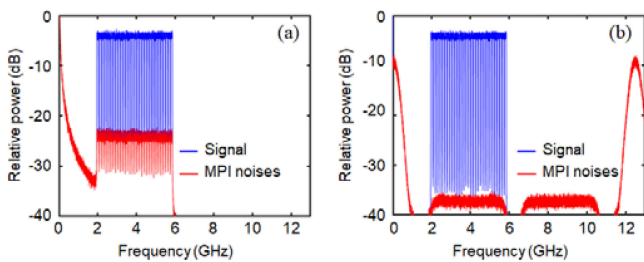 0
-10
-20
-30
-40
Relative power (dB)
(a)
Signal
MPI noises
0 2 4 6 8 10 12
Frequency (GHz)
0
-10
-20
-30
-40
Relative power (dB)
(b)
Signal
MPI noises
0 2 4 6 8 10 12
Frequency (GHz)